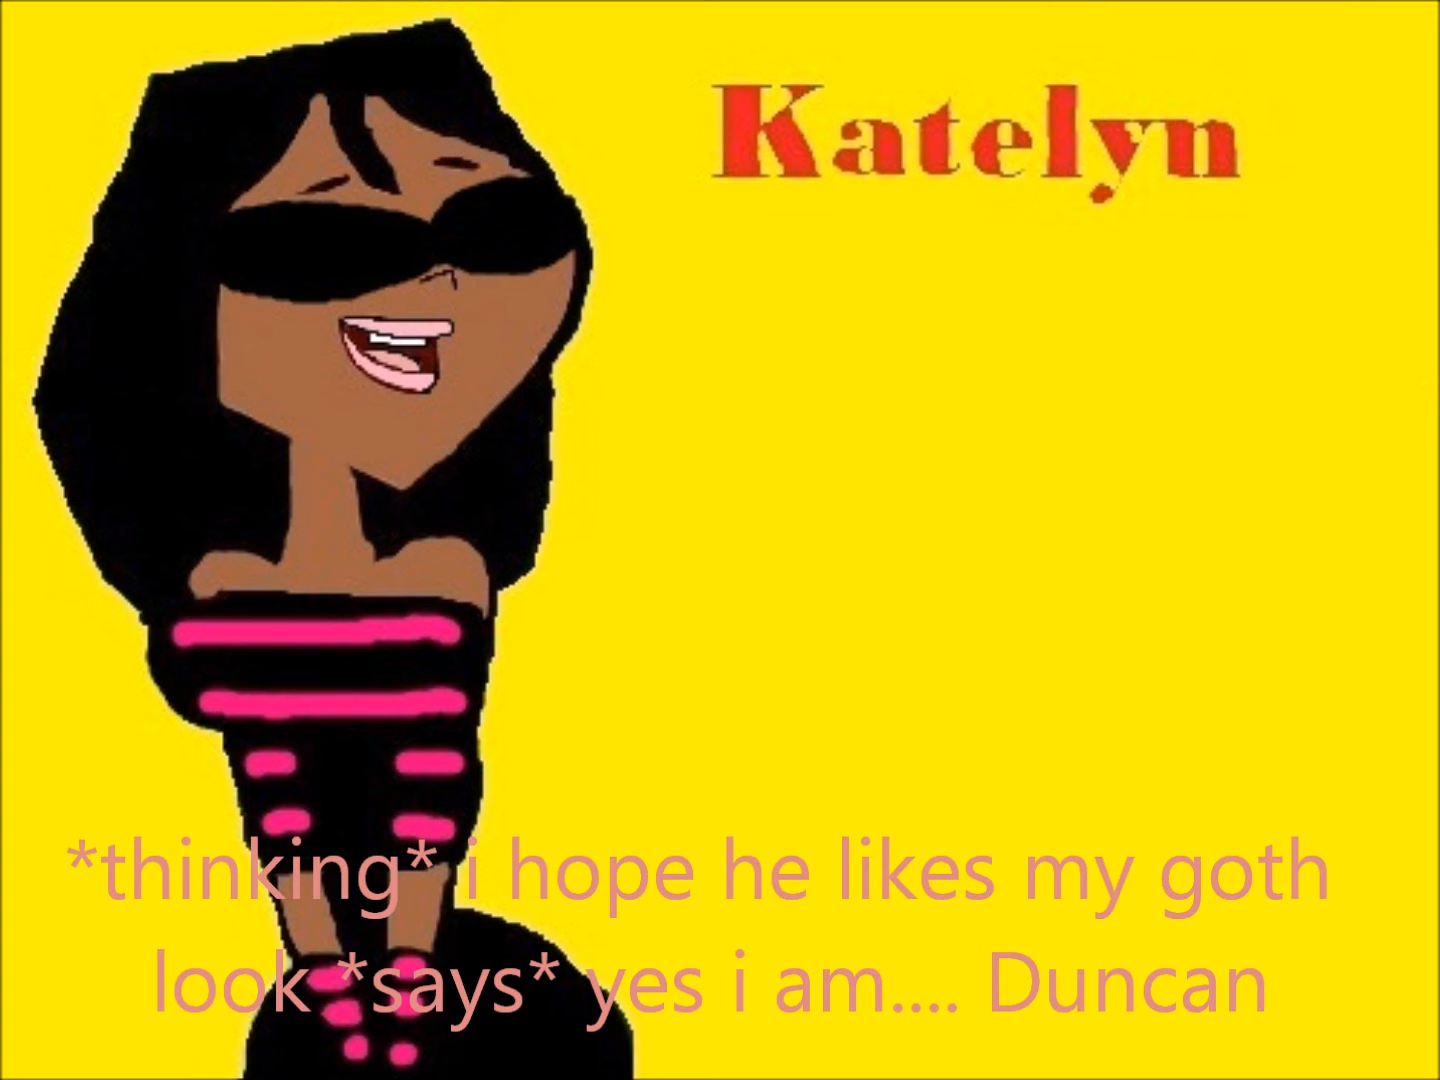 Katelyn
*thinking* i hope he likes my goth
look *says* yes i am.... Duncan